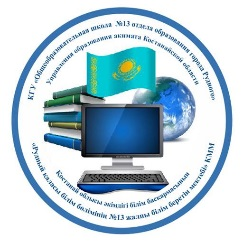 КГУ «Общеобразовательная школа №13 отдела образования города Рудного»
Управления образования акимата Костанайской области
Қостанай облысы әкімдігі білім басқармасының
«Рудный қаласы білім бөлімінің №13 жалпы білім беретін мектебі» КММ